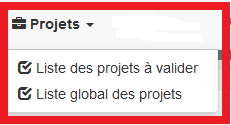 Projets
Liste des projets à valider
Liste global des projets